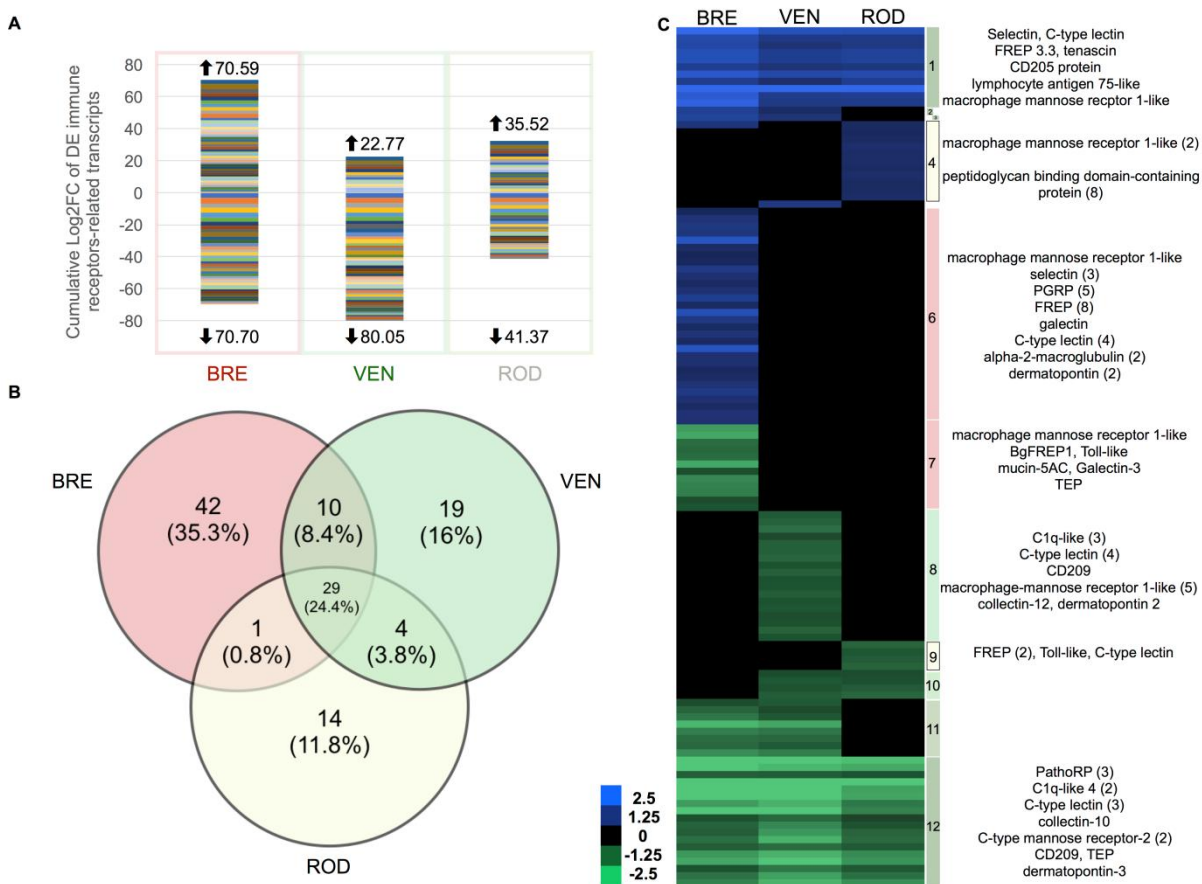 A
Cumulative Log2FC of DE immune
receptors-related transcripts
80
60
40
20
0
-20
-40
-60
-80
70.59
22.77
35.52
70.70
80.05
41.37
BRE
VEN
ROD
B
BRE
VEN
ROD
42
(35.3%)
10
(8.4%)
19
(16%)
29
(24.4%)
1
(0.8%)
4
(3.8%)
14
(11.8%)
C
BRE VEN ROD
1
Selectin, C-type lectin
FREP 3.3, tenascin
CD205 protein
lymphocyte antigen 75-like
macrophage mannose recptor 1-like
2
4
macrophage mannose receptor 1-like (2)
peptidoglycan binding domain-containing
protein (8)
6
macrophage mannose receptor 1-like
selectin (3)
PGRP (5)
FREP (8)
galectin
C-type lectin (4)
alpha-2-macroglubulin (2)
dermatopontin (2)
7
macrophage mannose receptor 1-like
BgFREP1, Toll-like
mucin-5AC, Galectin-3
TEP
8
C1q-like (3)
C-type lectin (4)
CD209
macrophage-mannose receptor 1-like (5)
collectin-12, dermatopontin 2
9
FREP (2), Toll-like, C-type lectin
10
11
12
PathoRP (3)
C1q-like 4 (2)
C-type lectin (3)
collectin-10
C-type mannose receptor-2 (2)
CD209, TEP
dermatopontin-3
2.5
1.25
0
-1.25
-2.5